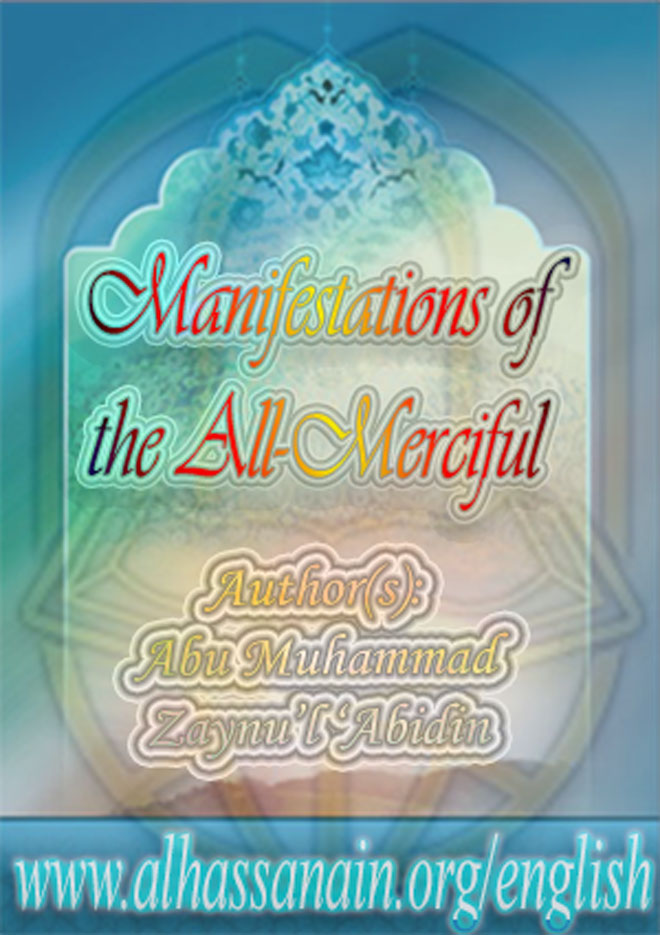 Manifestations of
the All-Merciful
Author(s):
Abu Muhammad
Zaynu'l ‘Abidin
www.alhassanain.org/english